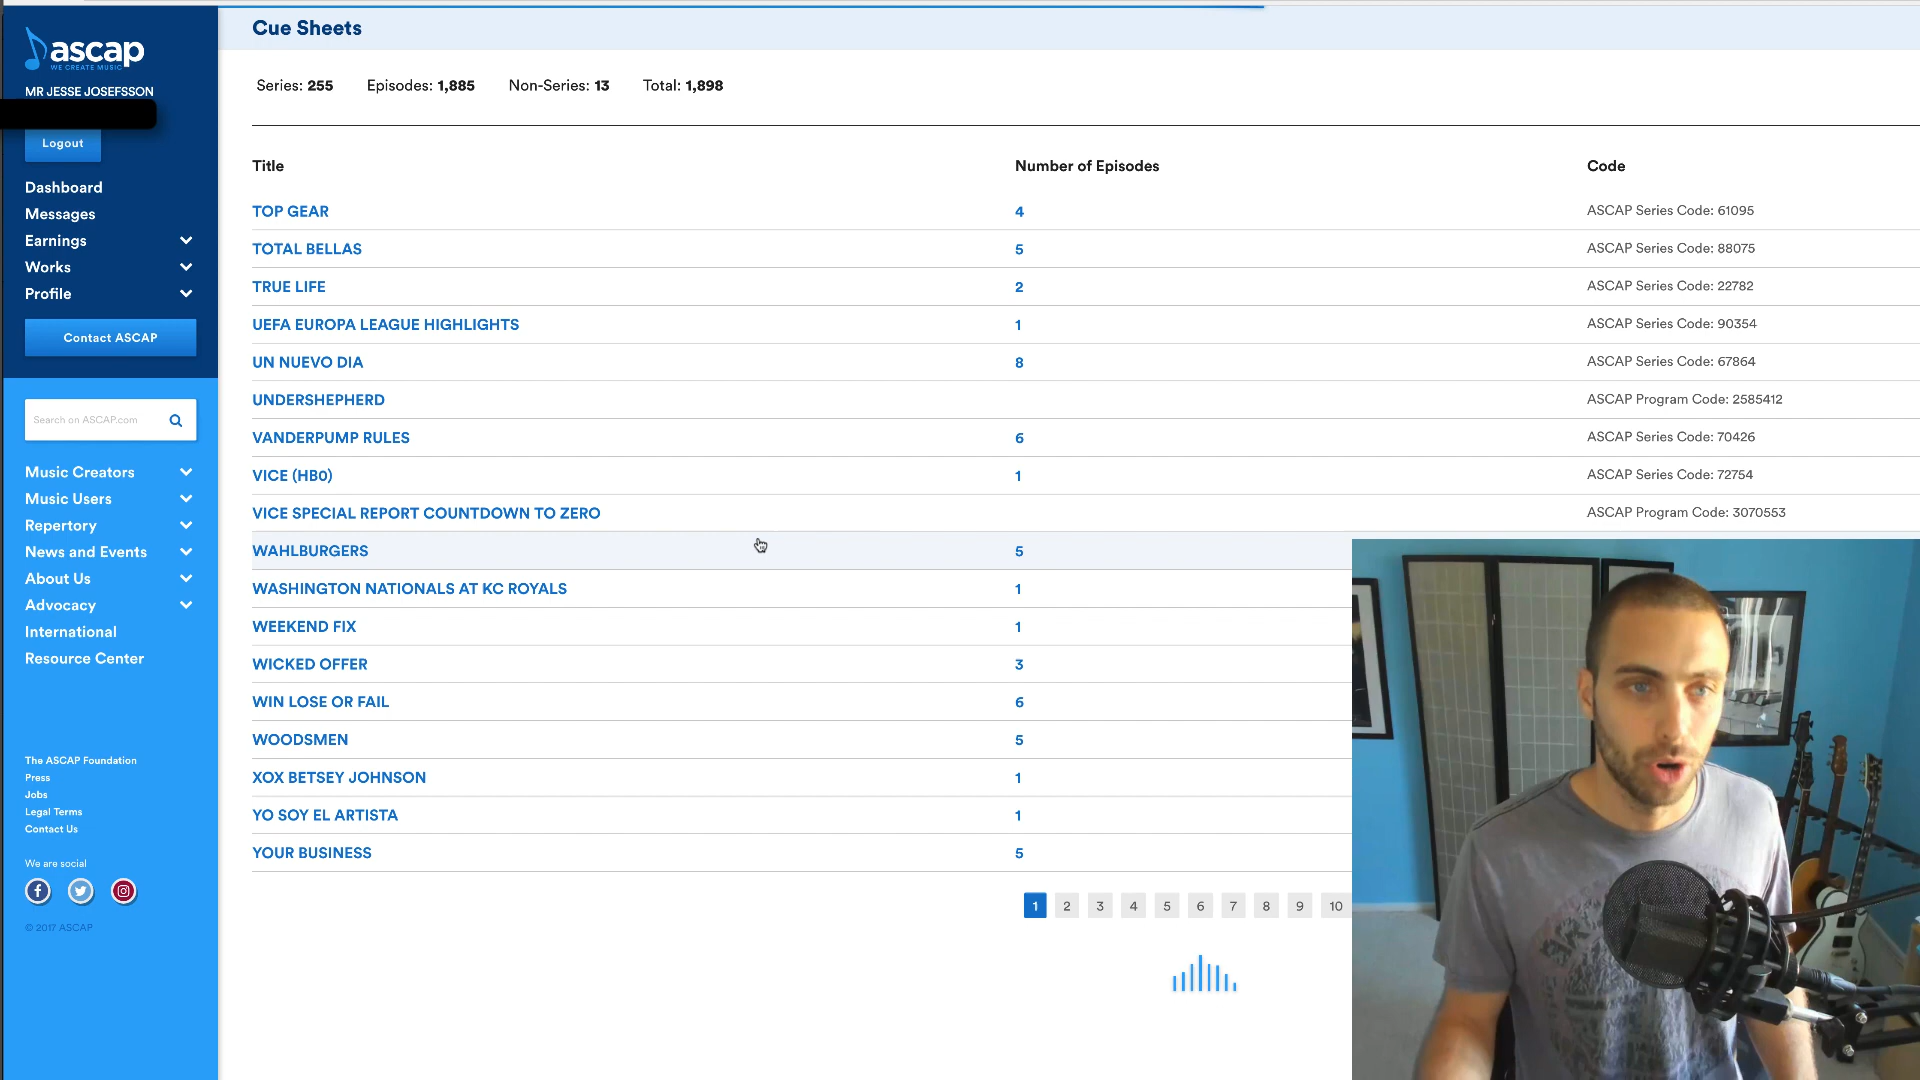 Cue Sheets
ascap
WE CREATE MUSIC
MR JESSE JOSEFSSON
Logout
Dashboard
Messages
Earnings
Works
Profile
Contact ASCAP
Search on ASCAP.com
Music Creators
Music Users
Repertory
News and Events
About Us
Advocacy
International
Resource Center
The ASCAP Foundation
Press
Jobs
Legal Terms
Contact Us
We are social
© 2017 ASCAP
Series: 255 Episodes: 1,885 Non-Series: 13 Total: 1,898
Title Number of Episodes Code
TOP GEAR 4 ASCAP Series Code: 61095
TOTAL BELLAS 5 ASCAP Series Code: 88075
TRUE LIFE 2 ASCAP Series Code: 22782
UEFA EUROPA LEAGUE HIGHLIGHTS 1 ASCAP Series Code: 90354
UN NUEVO DIA 8 ASCAP Series Code: 67864
UNDERSHEPHERD ASCAP Program Code: 2585412
VANDERPUMP RULES 6 ASCAP Series Code: 70426
VICE (HB0) 1 ASCAP Series Code: 72754
VICE SPECIAL REPORT COUNTDOWN TO ZERO ASCAP Program Code: 3070553
WAHLBURGERS 5
WASHINGTON NATIONALS AT KC ROYALS 1
WEEKEND FIX 1
WICKED OFFER 3
WIN LOSE OR FAIL 6
WOODSMEN 5
XOX BETSEY JOHNSON 1
YO SOY EL ARTISTA 1
YOUR BUSINESS 5
1 2 3 4 5 6 7 8 9 10